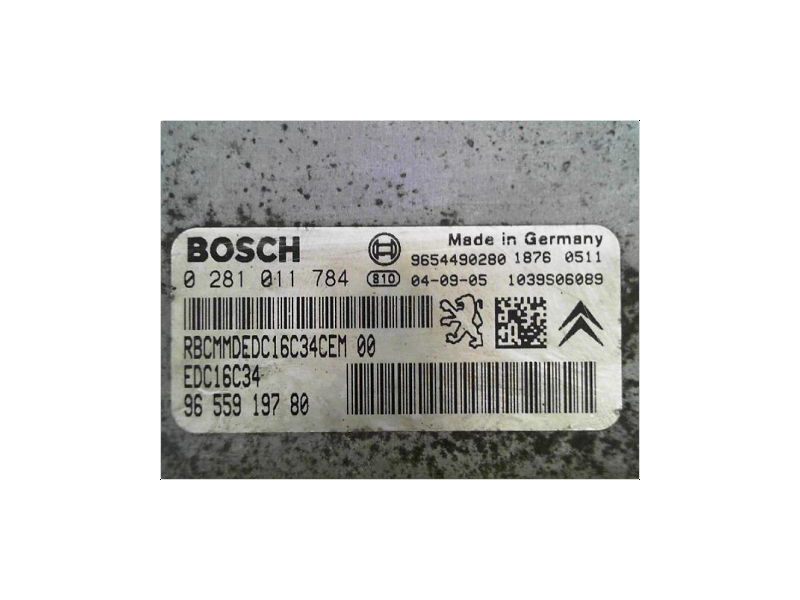 BOSCH
Made in Germany
9654490280 1876 0511
0 281 011 784 810 04-09-05 1039S06089
RBCMMDEDC16C34CEM 00
EDC16C34
96 559 197 80